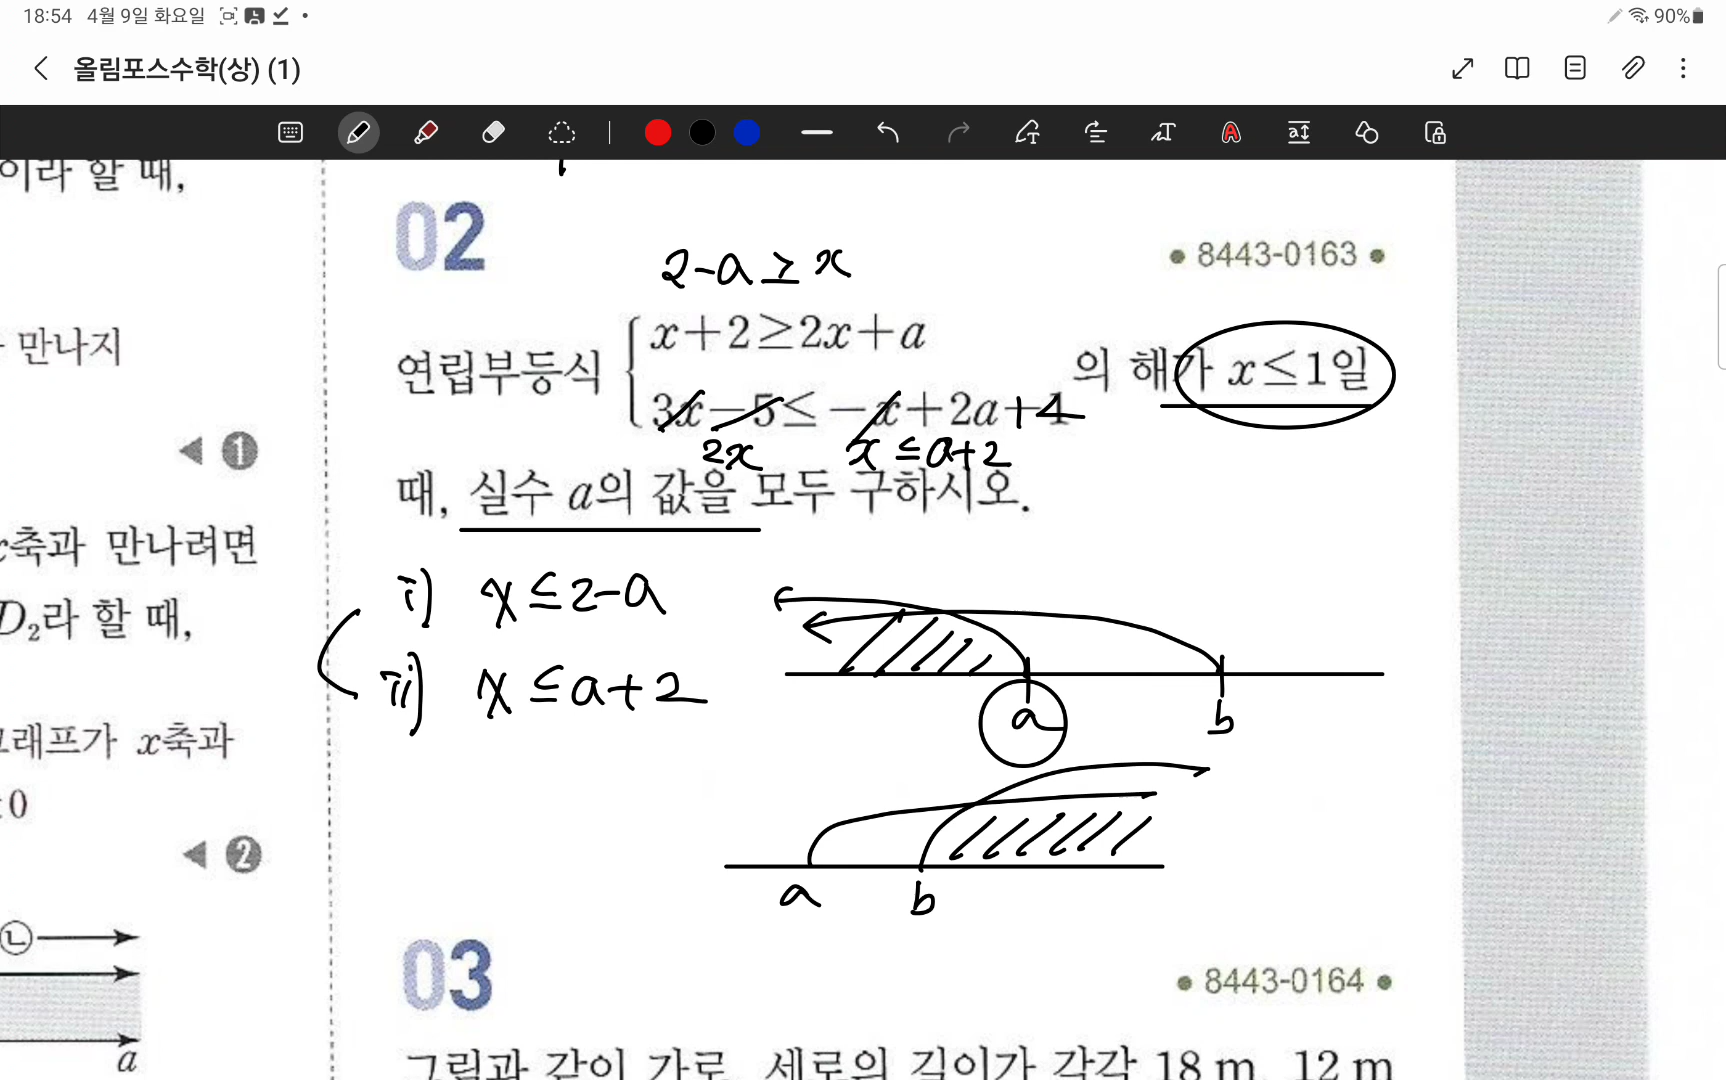 18:54 4월 9일 화요일
90%
올림포스수학(상) (1)
이라 할 때,
만나지
1
축과 만나려면
D₂라 할 때,
래프가 x축과
0
2
ㄴ
a
02
• 8443-0163 •
2-a ≥ x
연립부등식 { x+2≥2x+a
3x-5≤-x+2a+4
의 해가 x≤1일
2x x ≤ a+2
때, 실수 a의 값을 모두 구하시오.
i) x ≤ 2-a
ii) x ≤ a+2
a b
a b
03
• 8443-0164 •
그림과 같이 가로, 세로의 길이가 각각 18 m, 12 m